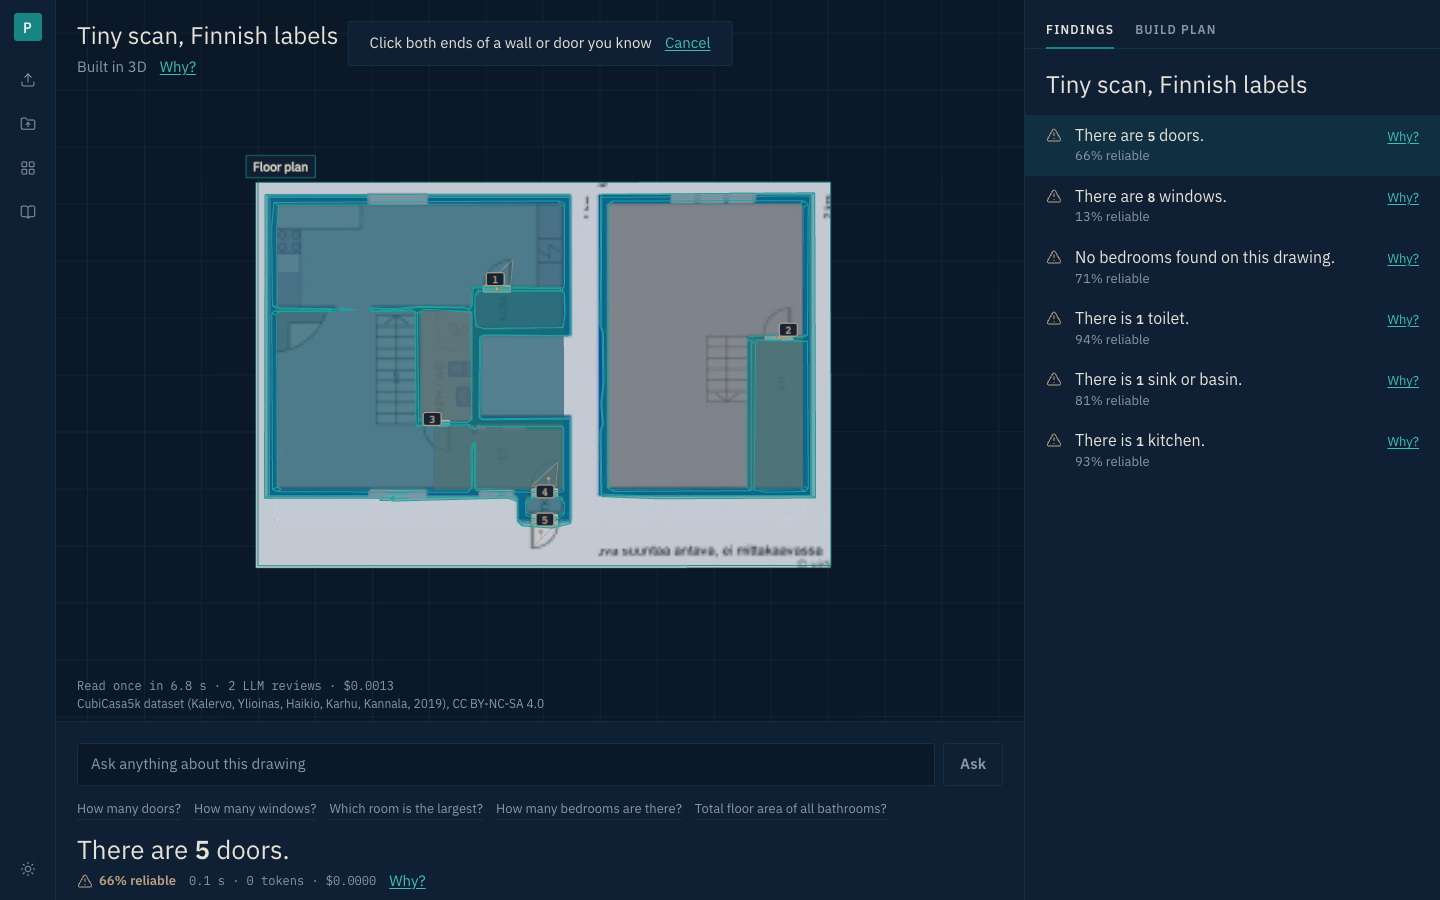 P
Tiny scan, Finnish labels
Built in 3D Why?
Click both ends of a wall or door you know Cancel
Floor plan
1
2
3
4
5
suuntaa antava, ei mittakaavassa
Read once in 6.8 s · 2 LLM reviews · $0.0013
CubiCasa5k dataset (Kalervo, Ylioinas, Haikio, Karhu, Kannala, 2019), CC BY-NC-SA 4.0
Ask anything about this drawing
Ask
How many doors? How many windows? Which room is the largest? How many bedrooms are there? Total floor area of all bathrooms?
There are 5 doors.
66% reliable 0.1 s · 0 tokens · $0.0000 Why?
FINDINGS BUILD PLAN
Tiny scan, Finnish labels
There are 5 doors. Why?
66% reliable
There are 8 windows. Why?
13% reliable
No bedrooms found on this drawing. Why?
71% reliable
There is 1 toilet. Why?
94% reliable
There is 1 sink or basin. Why?
81% reliable
There is 1 kitchen. Why?
93% reliable